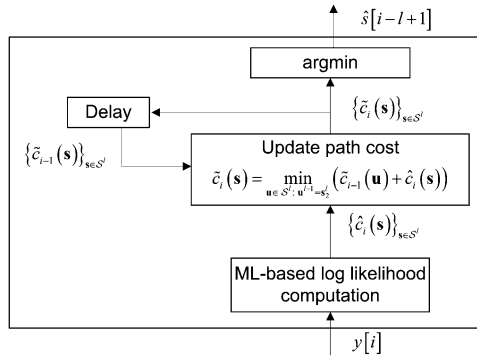 ŝ[i−l+1]
argmin
Delay
{c̃ᵢ(s)}ₛ∈𝒮ˡ
{c̃ᵢ₋₁(s)}ₛ∈𝒮ˡ
Update path cost
c̃ᵢ(s) = min_{u∈𝒮ˡ: uˡ⁻¹=s₂ˡ} (c̃ᵢ₋₁(u) + ĉᵢ(s))
{ĉᵢ(s)}ₛ∈𝒮ˡ
ML-based log likelihood
computation
y[i]